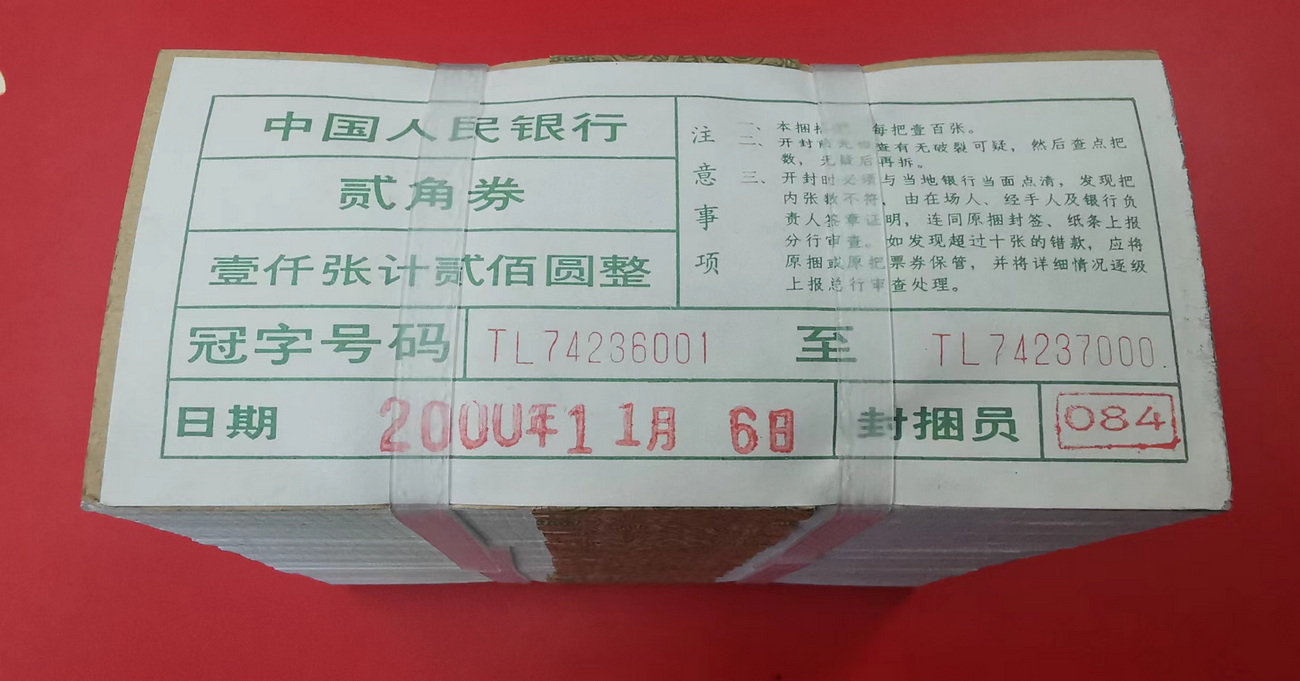 中国人民银行
贰角券
壹仟张计贰佰圆整
注意事项
一、本捆 每把壹百张。
二、开封前 查有无破裂可疑，然后查点把
数，无疑后再拆。
三、开封时必须与当地银行当面点清，发现把
内张数不符，由在场人、经手人及银行负
责人签章证明，连同原捆封签、纸条上报
分行审查。如发现超过十张的错款，应将
原捆或原把票券保管，并将详细情况逐级
上报总行审查处理。
冠字号码 TL74236001 至 TL74237000.
日期 2000年11月 6日 封捆员 084